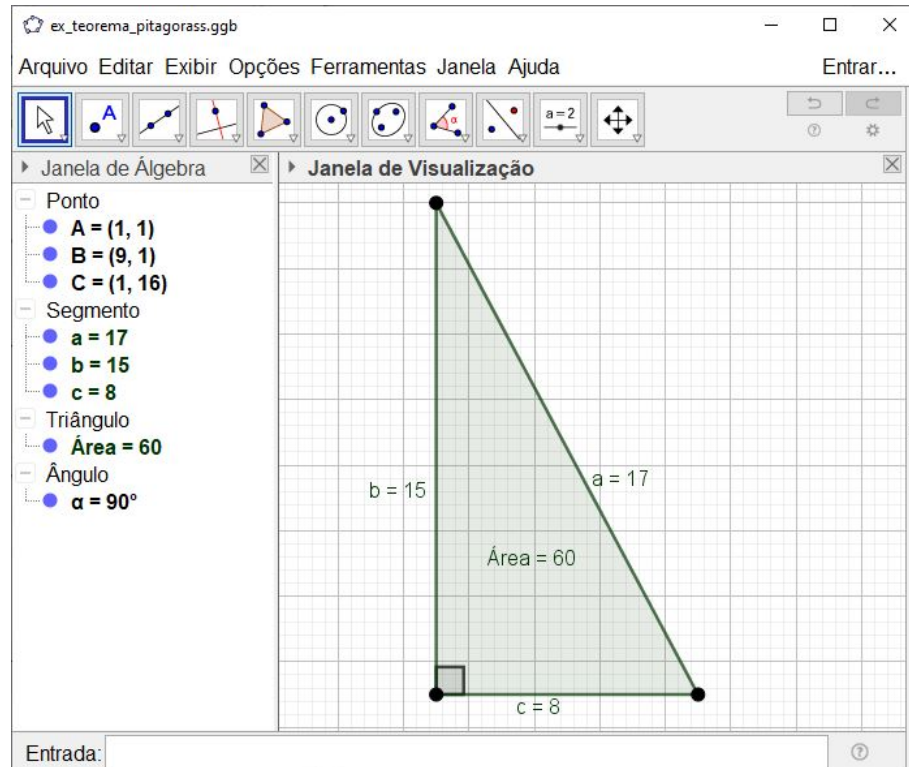 ex_teorema_pitagorass.ggb
Arquivo Editar Exibir Opções Ferramentas Janela Ajuda Entrar...
A
α
a = 2
Janela de Álgebra
Ponto
A = (1, 1)
B = (9, 1)
C = (1, 16)
Segmento
a = 17
b = 15
c = 8
Triângulo
Área = 60
Ângulo
α = 90°
Janela de Visualização
b = 15
a = 17
Área = 60
c = 8
Entrada: